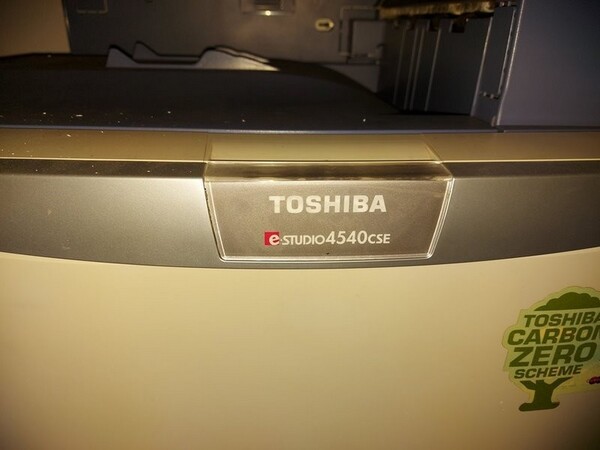 TOSHIBA
e-STUDIO4540CSE
TOSHIBA
CARBON
ZERO
SCHEME